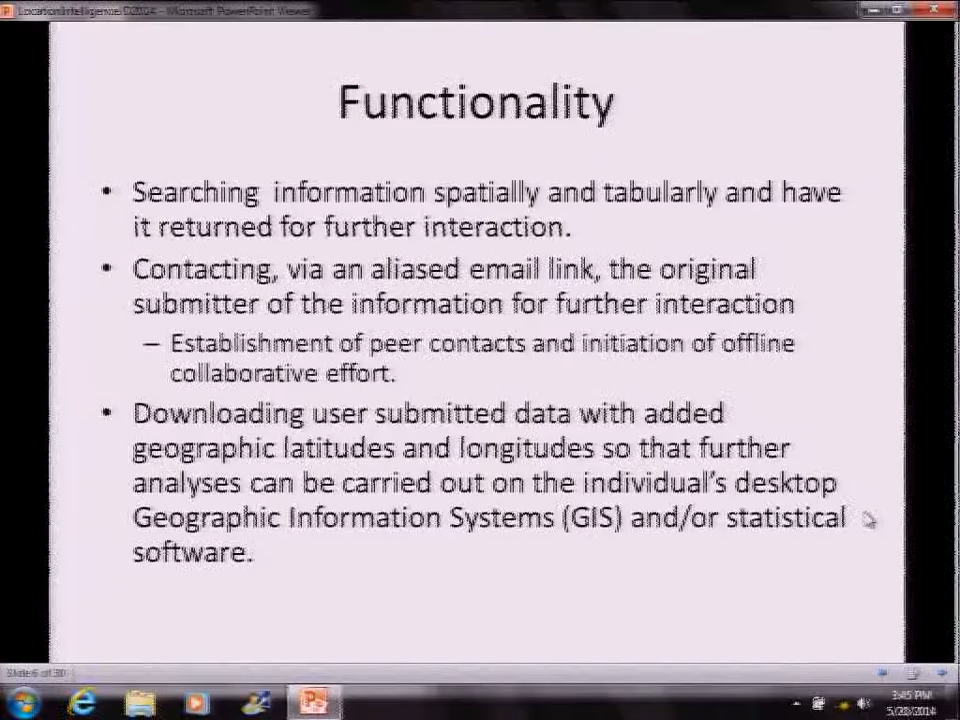 LocationIntelligenceD2014 - Microsoft PowerPoint Viewer
Functionality
• Searching information spatially and tabularly and have
it returned for further interaction.
• Contacting, via an aliased email link, the original
submitter of the information for further interaction
– Establishment of peer contacts and initiation of offline
collaborative effort.
• Downloading user submitted data with added
geographic latitudes and longitudes so that further
analyses can be carried out on the individual's desktop
Geographic Information Systems (GIS) and/or statistical
software.
Slide 6 of 30
3:45 PM
5/20/2014